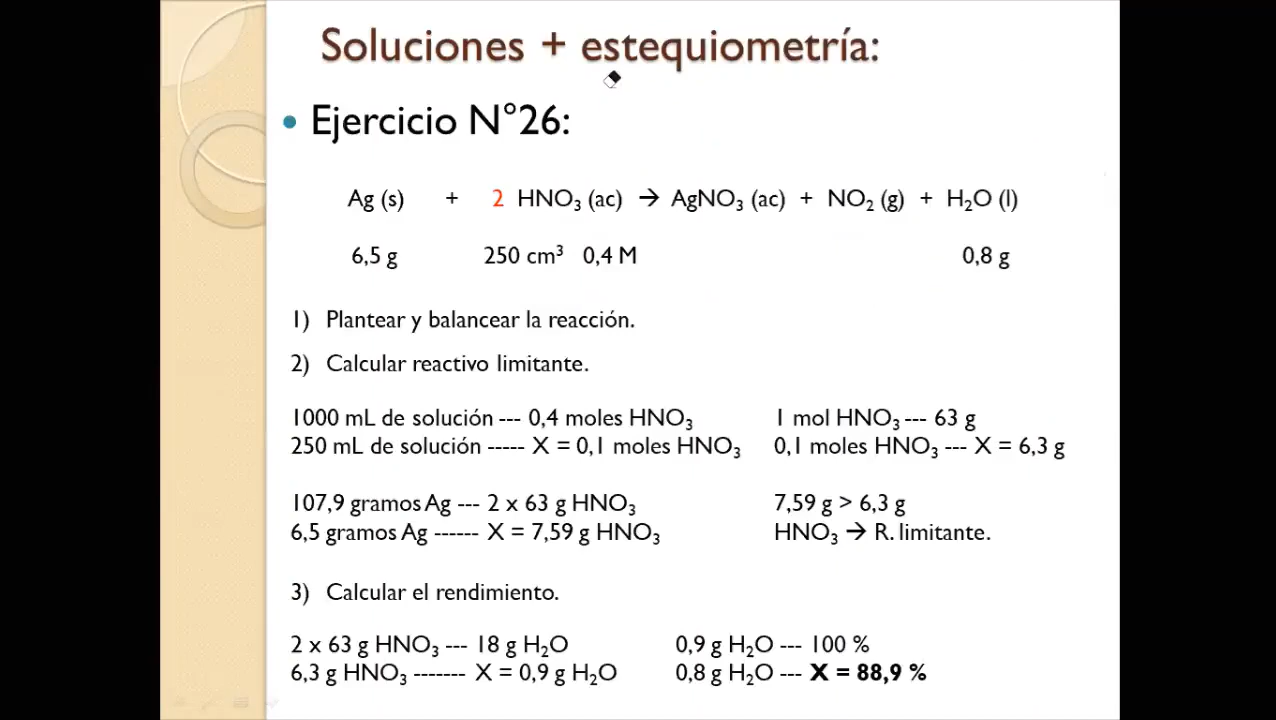 Soluciones + estequiometría:
• Ejercicio N°26:
Ag (s) + 2 HNO₃ (ac) → AgNO₃ (ac) + NO₂ (g) + H₂O (l)
6,5 g 250 cm³ 0,4 M 0,8 g
1) Plantear y balancear la reacción.
2) Calcular reactivo limitante.
1000 mL de solución --- 0,4 moles HNO₃ 1 mol HNO₃ --- 63 g
250 mL de solución ----- X = 0,1 moles HNO₃ 0,1 moles HNO₃ --- X = 6,3 g
107,9 gramos Ag --- 2 x 63 g HNO₃ 7,59 g > 6,3 g
6,5 gramos Ag ------ X = 7,59 g HNO₃ HNO₃ → R. limitante.
3) Calcular el rendimiento.
2 x 63 g HNO₃ --- 18 g H₂O 0,9 g H₂O --- 100 %
6,3 g HNO₃ ------- X = 0,9 g H₂O 0,8 g H₂O --- X = 88,9 %